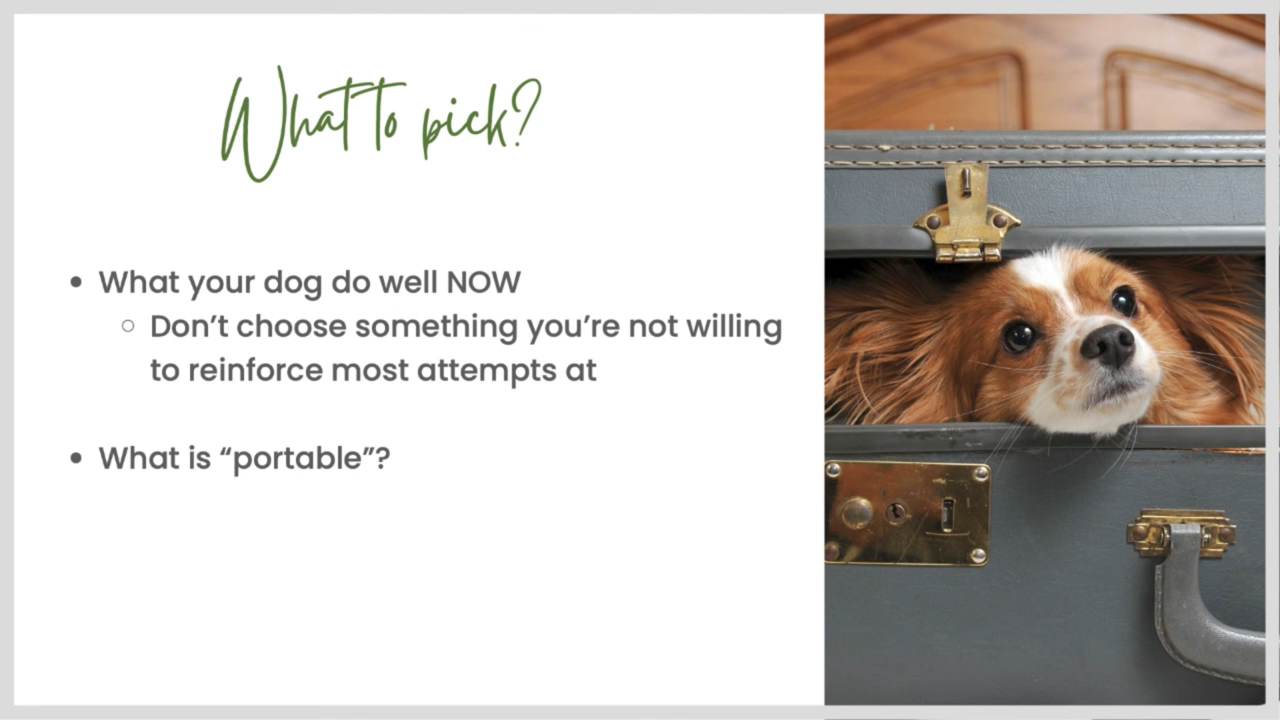 What to pick?
• What your dog do well NOW
○ Don’t choose something you’re not willing
to reinforce most attempts at
• What is “portable”?